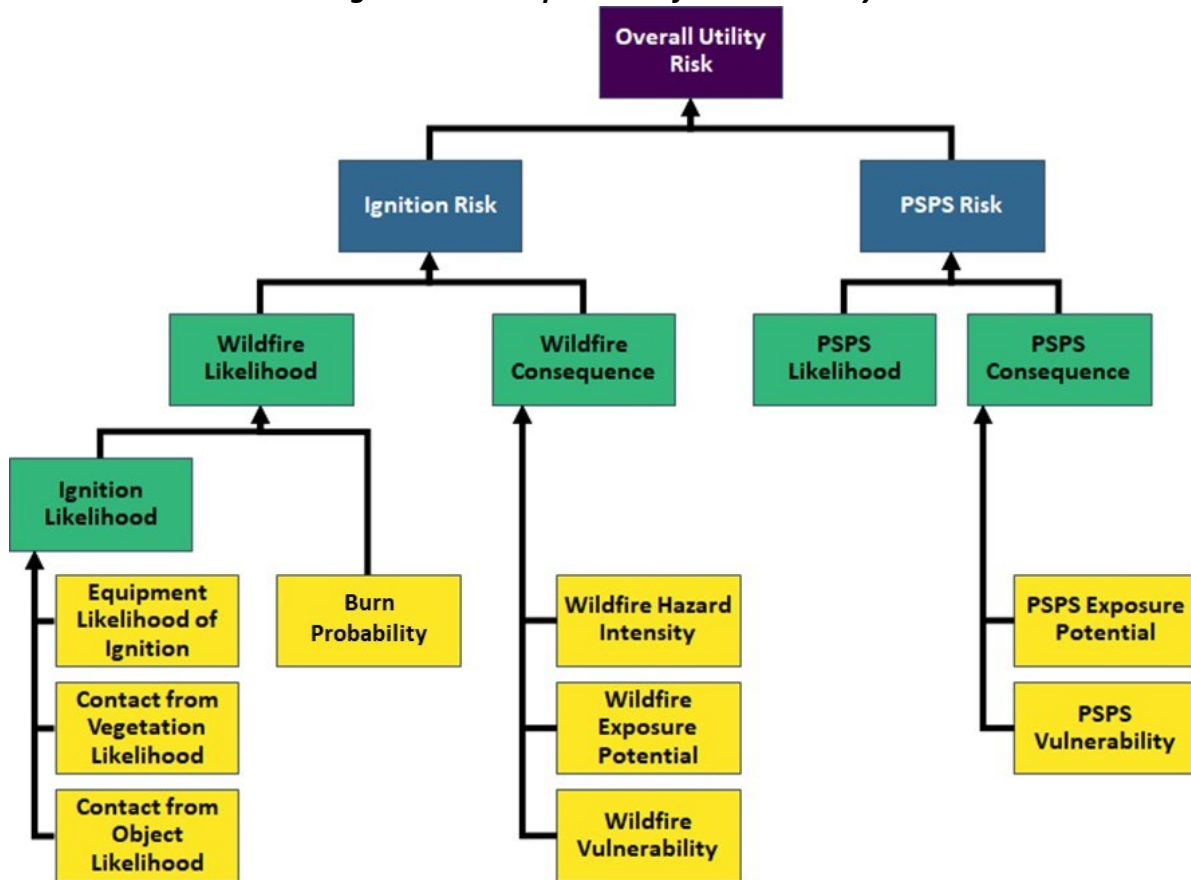 Overall Utility
Risk
Ignition Risk
PSPS Risk
Wildfire
Likelihood
Wildfire
Consequence
PSPS
Likelihood
PSPS
Consequence
Ignition
Likelihood
Equipment
Likelihood of
Ignition
Burn
Probability
Wildfire Hazard
Intensity
PSPS Exposure
Potential
Contact from
Vegetation
Likelihood
Wildfire
Exposure
Potential
PSPS
Vulnerability
Contact from
Object
Likelihood
Wildfire
Vulnerability